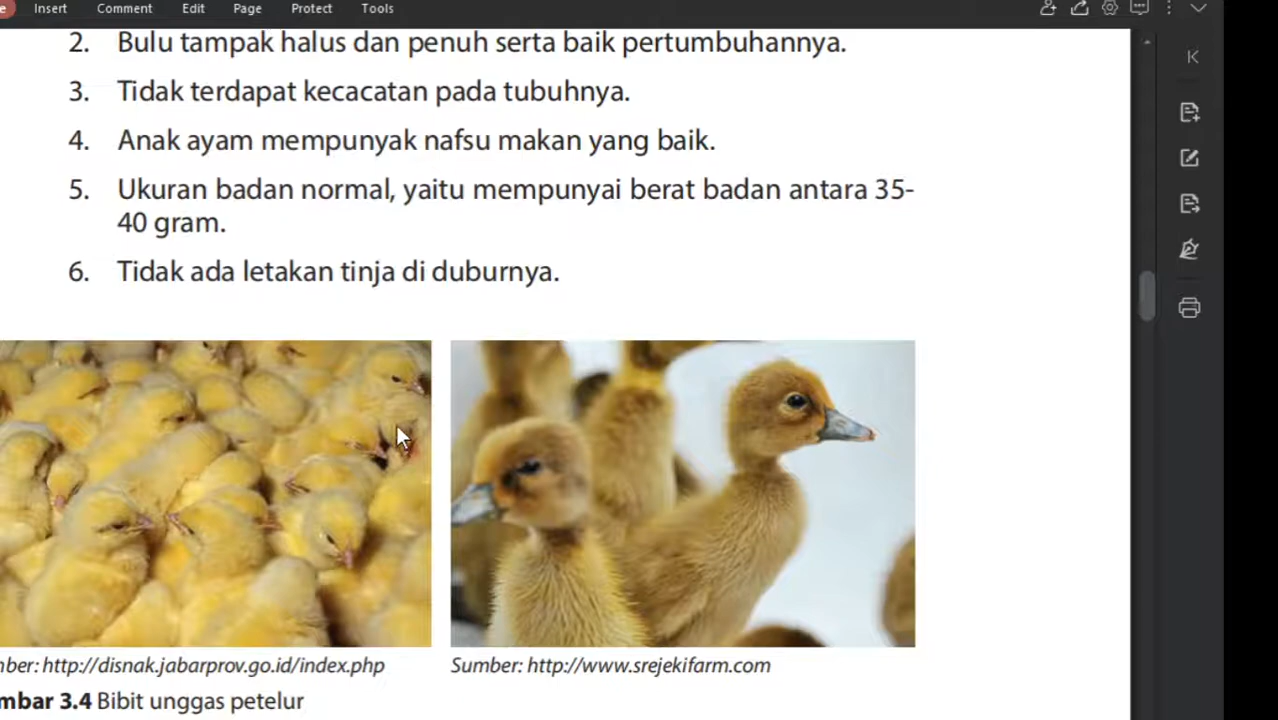 Insert Comment Edit Page Protect Tools
2. Bulu tampak halus dan penuh serta baik pertumbuhannya.
3. Tidak terdapat kecacatan pada tubuhnya.
4. Anak ayam mempunyak nafsu makan yang baik.
5. Ukuran badan normal, yaitu mempunyai berat badan antara 35-
40 gram.
6. Tidak ada letakan tinja di duburnya.
mber: http://disnak.jabarprov.go.id/index.php
Sumber: http://www.srejekifarm.com
mbar 3.4 Bibit unggas petelur